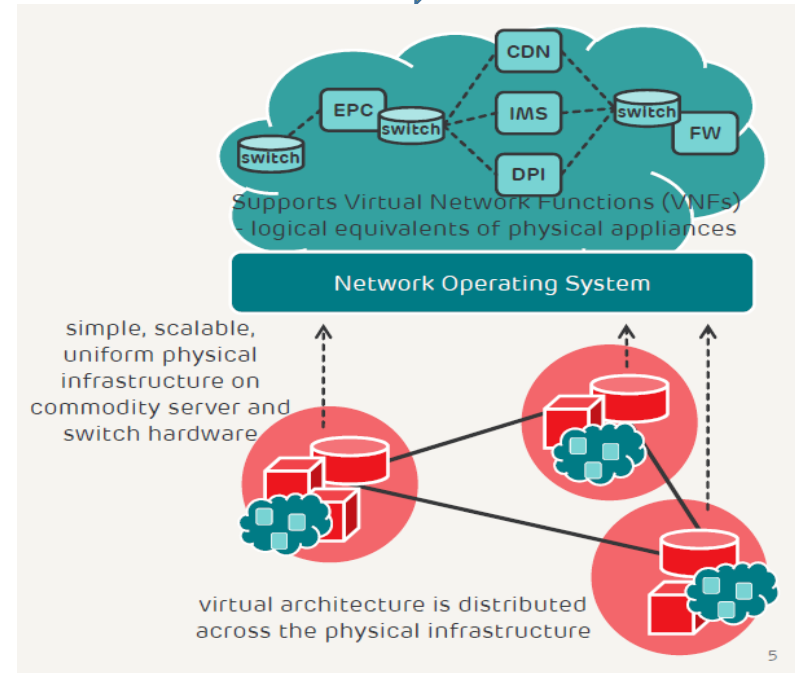 CDN
EPC
switch
IMS
switch
FW
switch
DPI
Supports Virtual Network Functions (VNFs)
- logical equivalents of physical appliances
Network Operating System
simple, scalable,
uniform physical
infrastructure on
commodity server and
switch hardware
virtual architecture is distributed
across the physical infrastructure
5